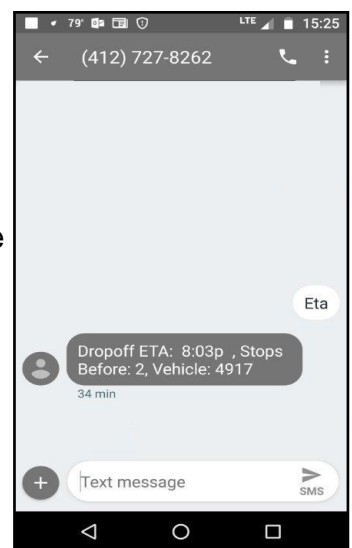 79° LTE 15:25
(412) 727-8262
e
Eta
Dropoff ETA: 8:03p , Stops
Before: 2, Vehicle: 4917
34 min
Text message
SMS